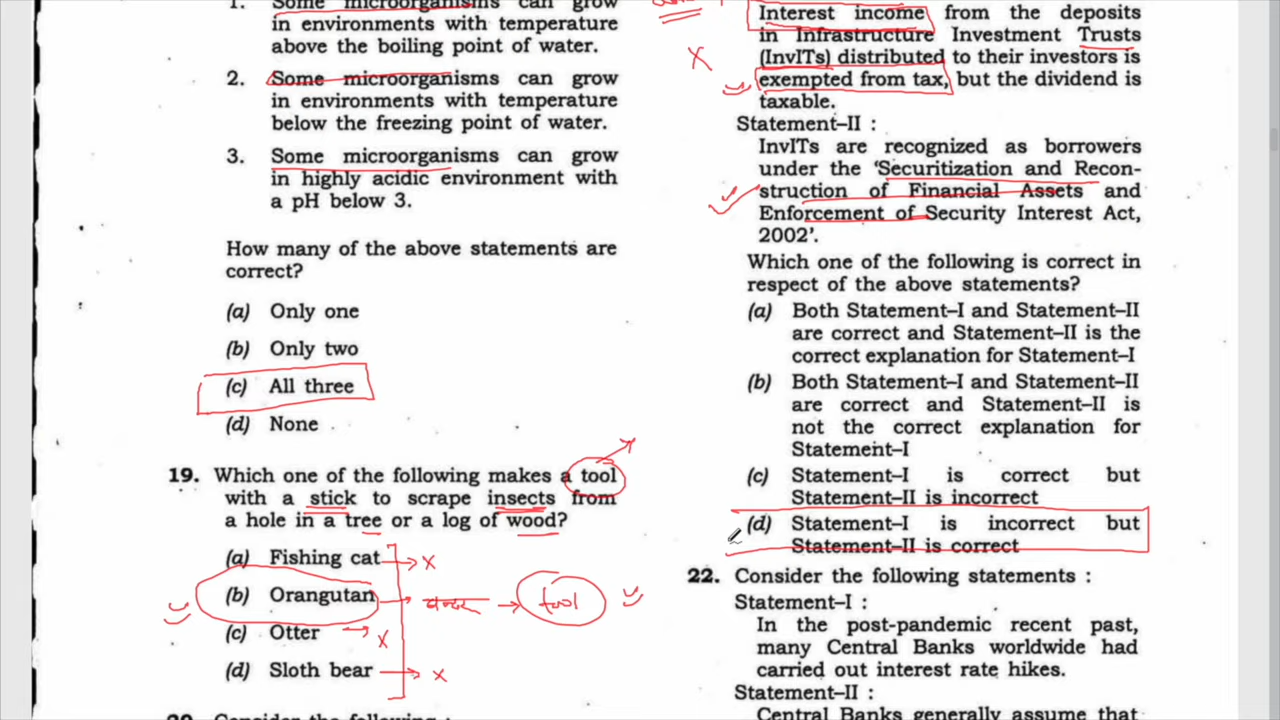 1. Some microorganisms can grow
in environments with temperature
above the boiling point of water.
2. Some microorganisms can grow
in environments with temperature
below the freezing point of water.
3. Some microorganisms can grow
in highly acidic environment with
a pH below 3.
How many of the above statements are
correct?
(a) Only one
(b) Only two
(c) All three
(d) None
19. Which one of the following makes a tool
with a stick to scrape insects from
a hole in a tree or a log of wood?
(a) Fishing cat x
(b) Orangutan tool
(c) Otter x
(d) Sloth bear x
20. Consider the following :
x
Interest income from the deposits
in Infrastructure Investment Trusts
(InvITs) distributed to their investors is
exempted from tax, but the dividend is
taxable.
Statement–II :
InvITs are recognized as borrowers
under the ‘Securitization and Recon-
struction of Financial Assets and
Enforcement of Security Interest Act,
2002’.
Which one of the following is correct in
respect of the above statements?
(a) Both Statement–I and Statement–II
are correct and Statement–II is the
correct explanation for Statement–I
(b) Both Statement–I and Statement–II
are correct and Statement–II is
not the correct explanation for
Statement–I
(c) Statement–I is correct but
Statement–II is incorrect
(d) Statement–I is incorrect but
Statement–II is correct
22. Consider the following statements :
Statement–I :
In the post-pandemic recent past,
many Central Banks worldwide had
carried out interest rate hikes.
Statement–II :
Central Banks generally assume that